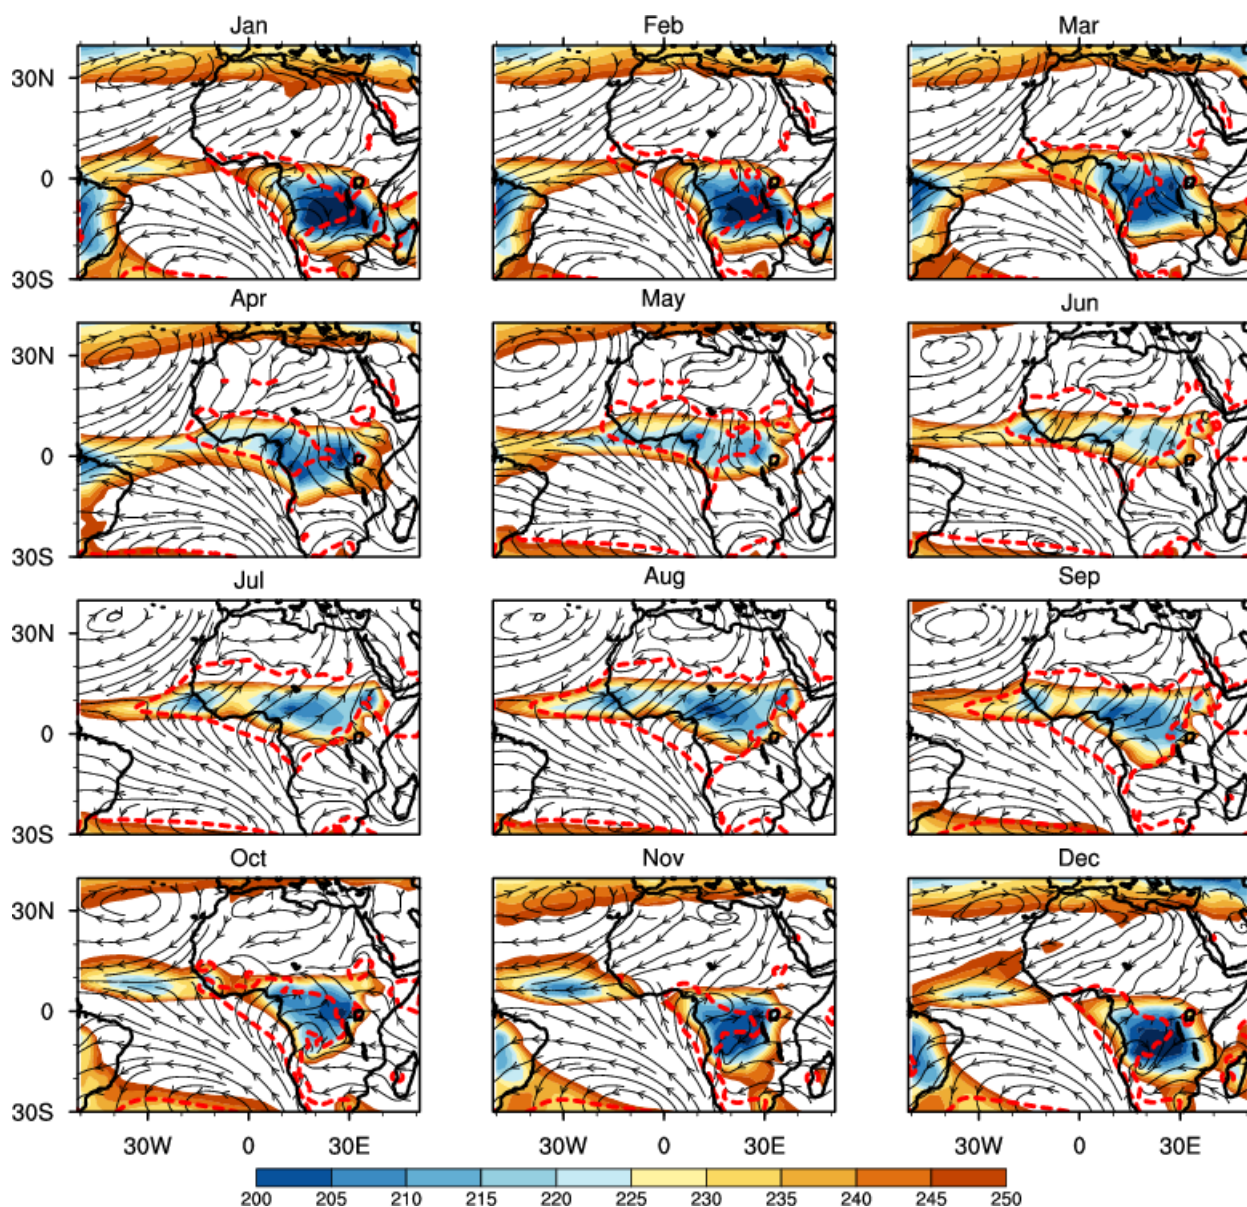 Jan Feb Mar
30N
0
30S
Apr May Jun
30N
0
30S
Jul Aug Sep
30N
0
30S
Oct Nov Dec
30N
0
30S
30W 0 30E 30W 0 30E 30W 0 30E
200 205 210 215 220 225 230 235 240 245 250